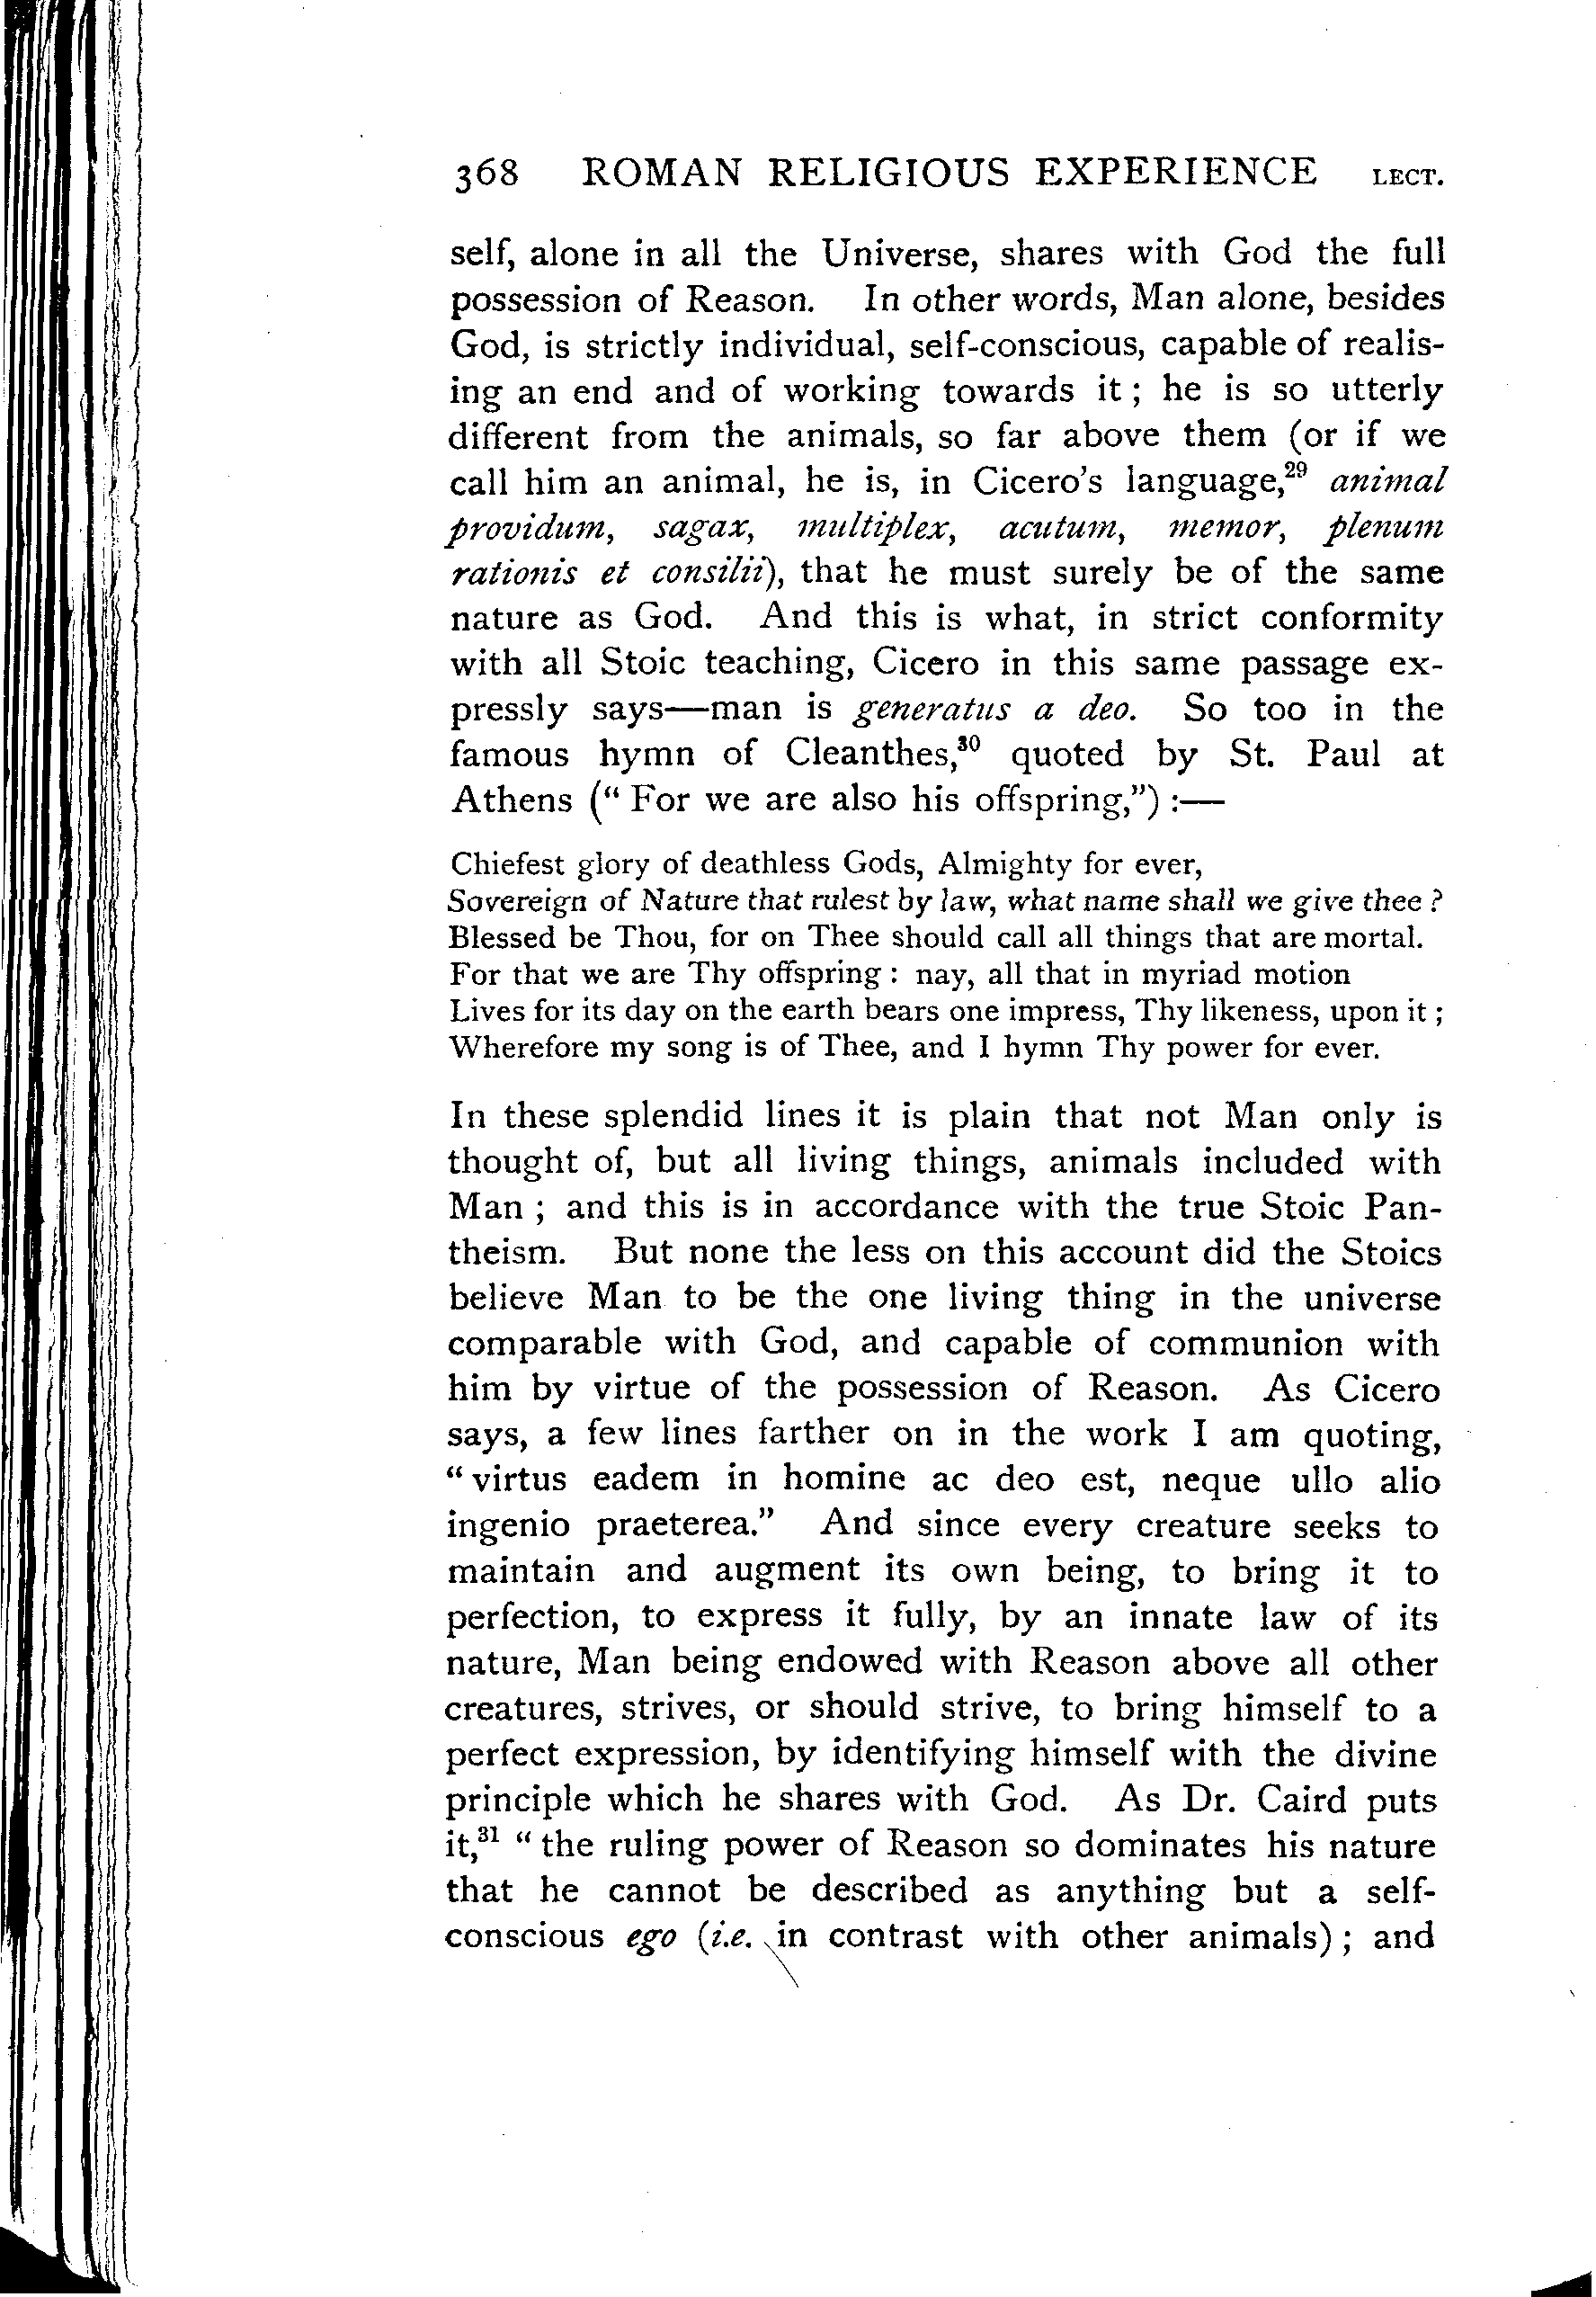 368 ROMAN RELIGIOUS EXPERIENCE LECT.
self, alone in all the Universe, shares with God the full
possession of Reason. In other words, Man alone, besides
God, is strictly individual, self-conscious, capable of realis-
ing an end and of working towards it ; he is so utterly
different from the animals, so far above them (or if we
call him an animal, he is, in Cicero's language,²⁹ animal
providum, sagax, multiplex, acutum, memor, plenum
rationis et consilii), that he must surely be of the same
nature as God. And this is what, in strict conformity
with all Stoic teaching, Cicero in this same passage ex-
pressly says—man is generatus a deo. So too in the
famous hymn of Cleanthes,³⁰ quoted by St. Paul at
Athens (“ For we are also his offspring,”) :—
Chiefest glory of deathless Gods, Almighty for ever,
Sovereign of Nature that rulest by law, what name shall we give thee ?
Blessed be Thou, for on Thee should call all things that are mortal.
For that we are Thy offspring : nay, all that in myriad motion
Lives for its day on the earth bears one impress, Thy likeness, upon it ;
Wherefore my song is of Thee, and I hymn Thy power for ever.
In these splendid lines it is plain that not Man only is
thought of, but all living things, animals included with
Man ; and this is in accordance with the true Stoic Pan-
theism. But none the less on this account did the Stoics
believe Man to be the one living thing in the universe
comparable with God, and capable of communion with
him by virtue of the possession of Reason. As Cicero
says, a few lines farther on in the work I am quoting,
“ virtus eadem in homine ac deo est, neque ullo alio
ingenio praeterea.” And since every creature seeks to
maintain and augment its own being, to bring it to
perfection, to express it fully, by an innate law of its
nature, Man being endowed with Reason above all other
creatures, strives, or should strive, to bring himself to a
perfect expression, by identifying himself with the divine
principle which he shares with God. As Dr. Caird puts
it,³¹ “ the ruling power of Reason so dominates his nature
that he cannot be described as anything but a self-
conscious ego (i.e. in contrast with other animals) ; and